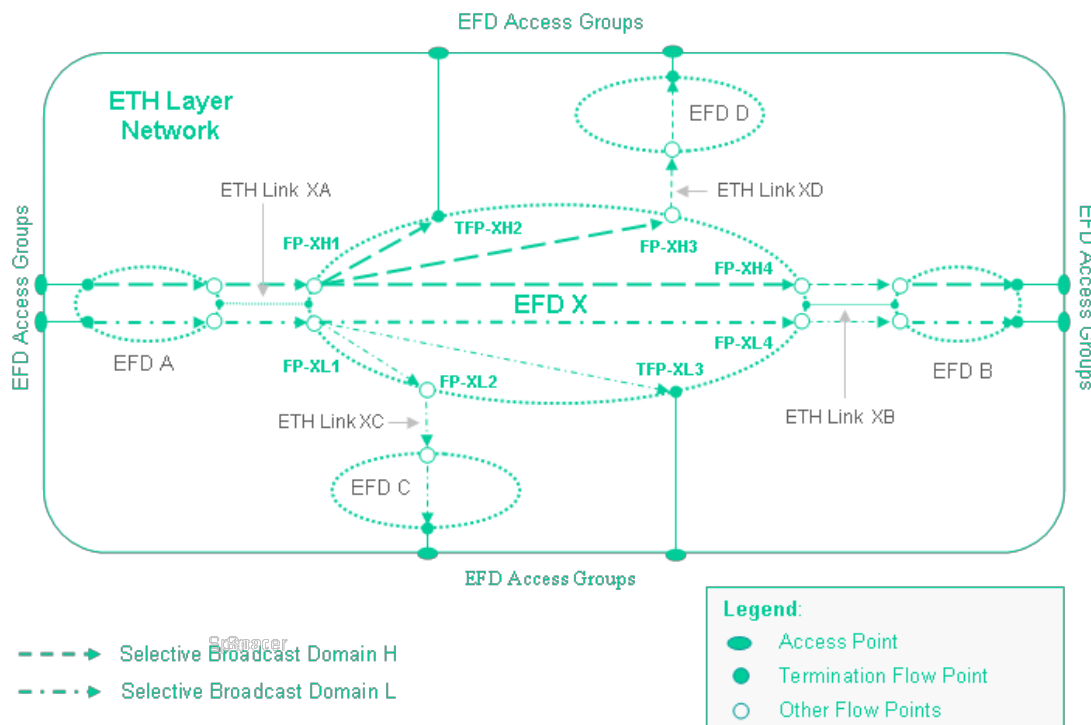 EFD Access Groups
ETH Layer
Network
EFD D
ETH Link XA
ETH Link XD
TFP-XH2
FP-XH1
FP-XH3
EFD Access Groups
EFD Access Groups
FP-XH4
EFD X
EFD A
FP-XL1
FP-XL4
TFP-XL3
EFD B
FP-XL2
ETH Link XC
ETH Link XB
EFD C
EFD Access Groups
Legend:
Access Point
Selective Broadcast Domain H
Termination Flow Point
Selective Broadcast Domain L
Other Flow Points